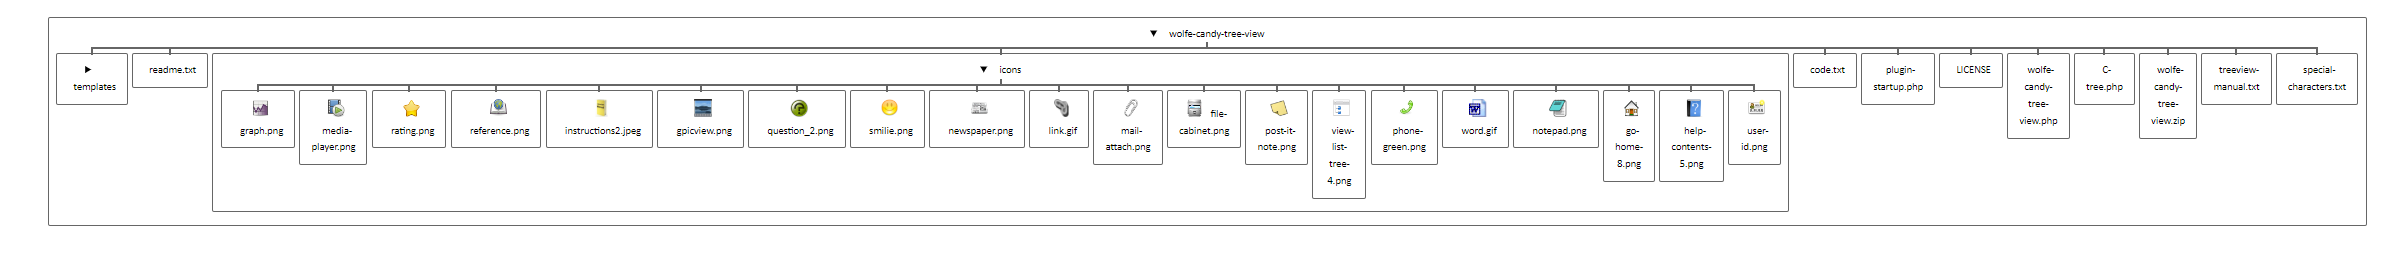 ▼ wolfe-candy-tree-view
▶
templates
readme.txt
▼ icons
graph.png
media-
player.png
rating.png
reference.png
instructions2.jpeg
gpicview.png
question_2.png
smilie.png
newspaper.png
link.gif
mail-
attach.png
file-
cabinet.png
post-it-
note.png
view-
list-
tree-
4.png
phone-
green.png
word.gif
notepad.png
go-
home-
8.png
help-
contents-
5.png
user-
id.png
code.txt
plugin-
startup.php
LICENSE
wolfe-
candy-
tree-
view.php
C-
tree.php
wolfe-
candy-
tree-
view.zip
treeview-
manual.txt
special-
characters.txt